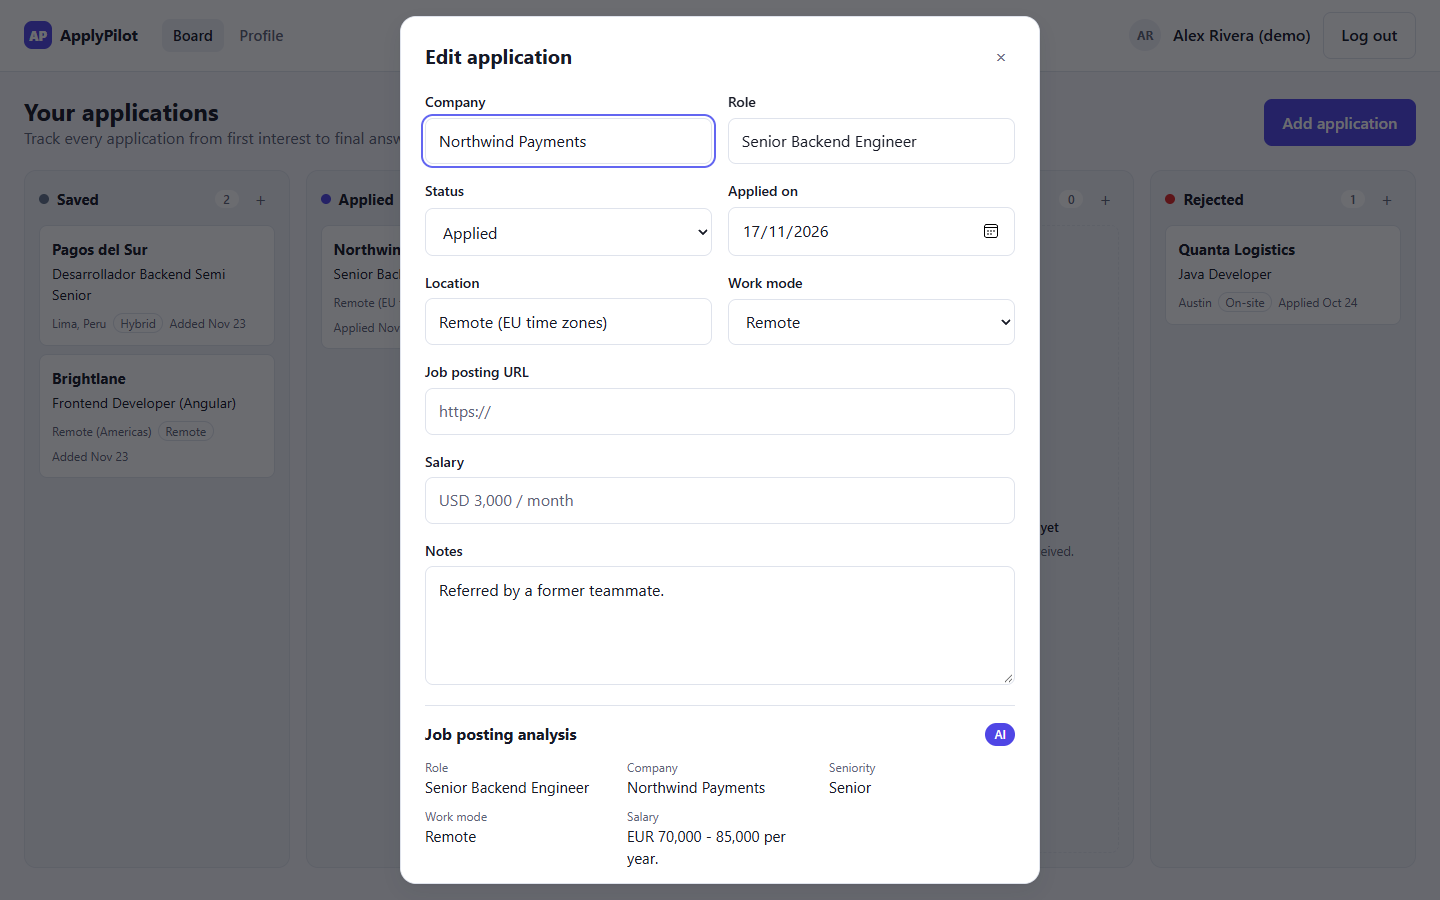 AP ApplyPilot Board Profile AR Alex Rivera (demo) Log out
Your applications
Track every application from first interest to final
Add application
Saved 2 +
Pagos del Sur
Desarrollador Backend Semi
Senior
Lima, Peru Hybrid Added Nov 23
Brightlane
Frontend Developer (Angular)
Remote (Americas) Remote
Added Nov 23
Applied
Senior
Remote (EU
Applied Nov
Edit application ×
Company
Northwind Payments
Role
Senior Backend Engineer
Status
Applied
Applied on
17/11/2026
Location
Remote (EU time zones)
Work mode
Remote
Job posting URL
https://
Salary
USD 3,000 / month
Notes
Referred by a former teammate.
Job posting analysis AI
Role
Senior Backend Engineer
Company
Northwind Payments
Seniority
Senior
Work mode
Remote
Salary
EUR 70,000 - 85,000 per
year.
0 +
yet
Rejected 1 +
Quanta Logistics
Java Developer
Austin On-site Applied Oct 24